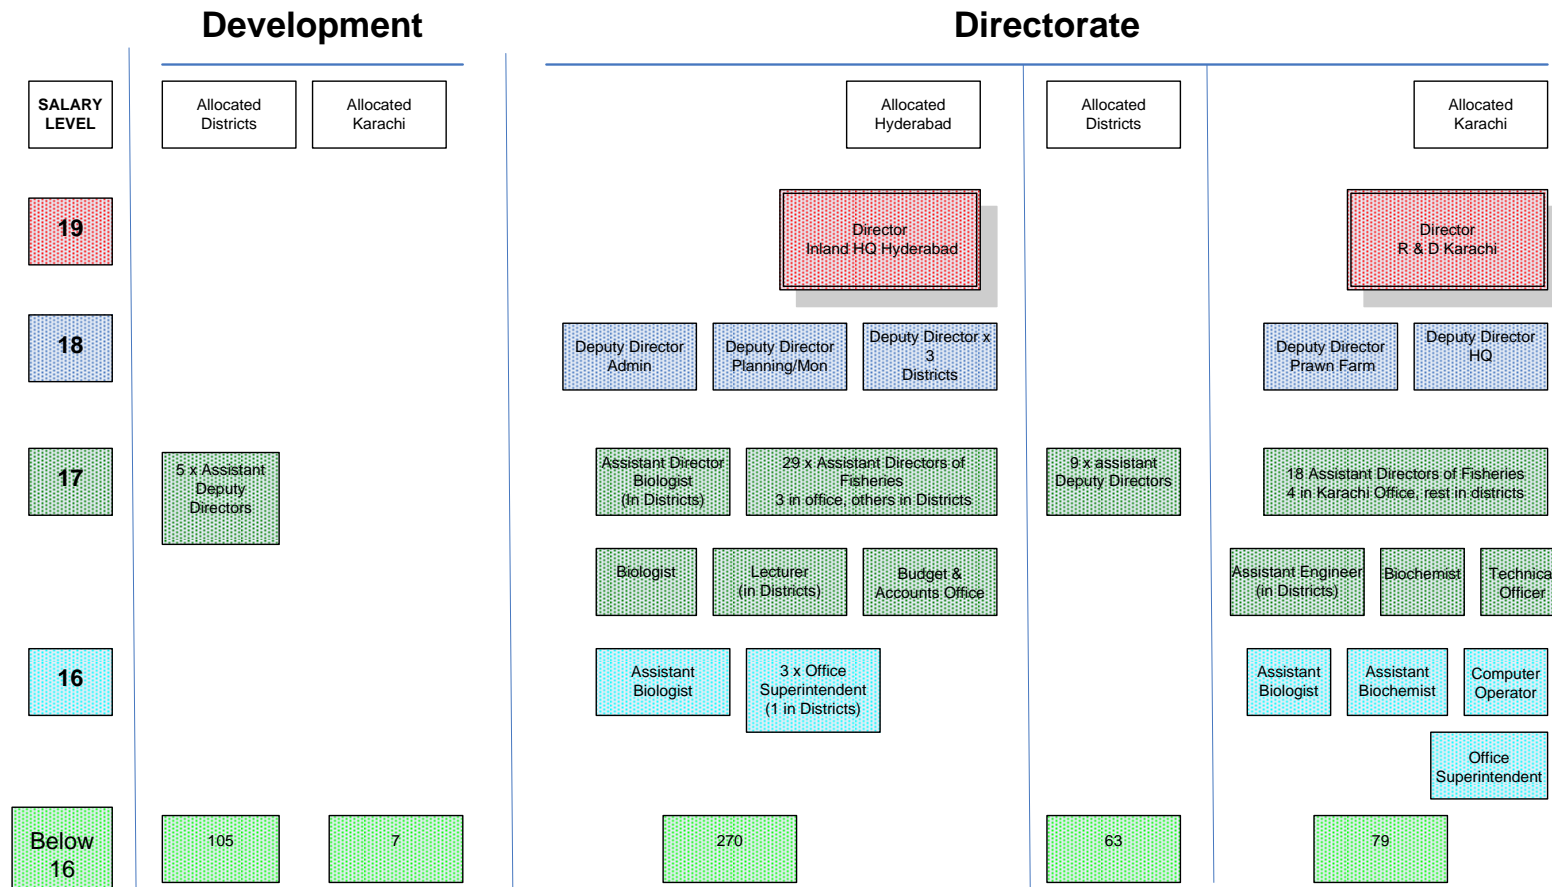 Development
Directorate
SALARY
LEVEL
Allocated
Districts
Allocated
Karachi
Allocated
Hyderabad
Allocated
Districts
Allocated
Karachi
19
Director
Inland HQ Hyderabad
Director
R & D Karachi
18
Deputy Director
Admin
Deputy Director
Planning/Mon
Deputy Director x
3
Districts
Deputy Director
Prawn Farm
Deputy Director
HQ
17
5 x Assistant
Deputy
Directors
Assistant Director
Biologist
(In Districts)
29 x Assistant Directors of
Fisheries
3 in office, others in Districts
9 x assistant
Deputy Directors
18 Assistant Directors of Fisheries
4 in Karachi Office, rest in districts
Biologist
Lecturer
(in Districts)
Budget &
Accounts Office
Assistant Engineer
(in Districts)
Biochemist
Technica
Officer
16
Assistant
Biologist
3 x Office
Superintendent
(1 in Districts)
Assistant
Biologist
Assistant
Biochemist
Computer
Operator
Office
Superintendent
Below
16
105
7
270
63
79